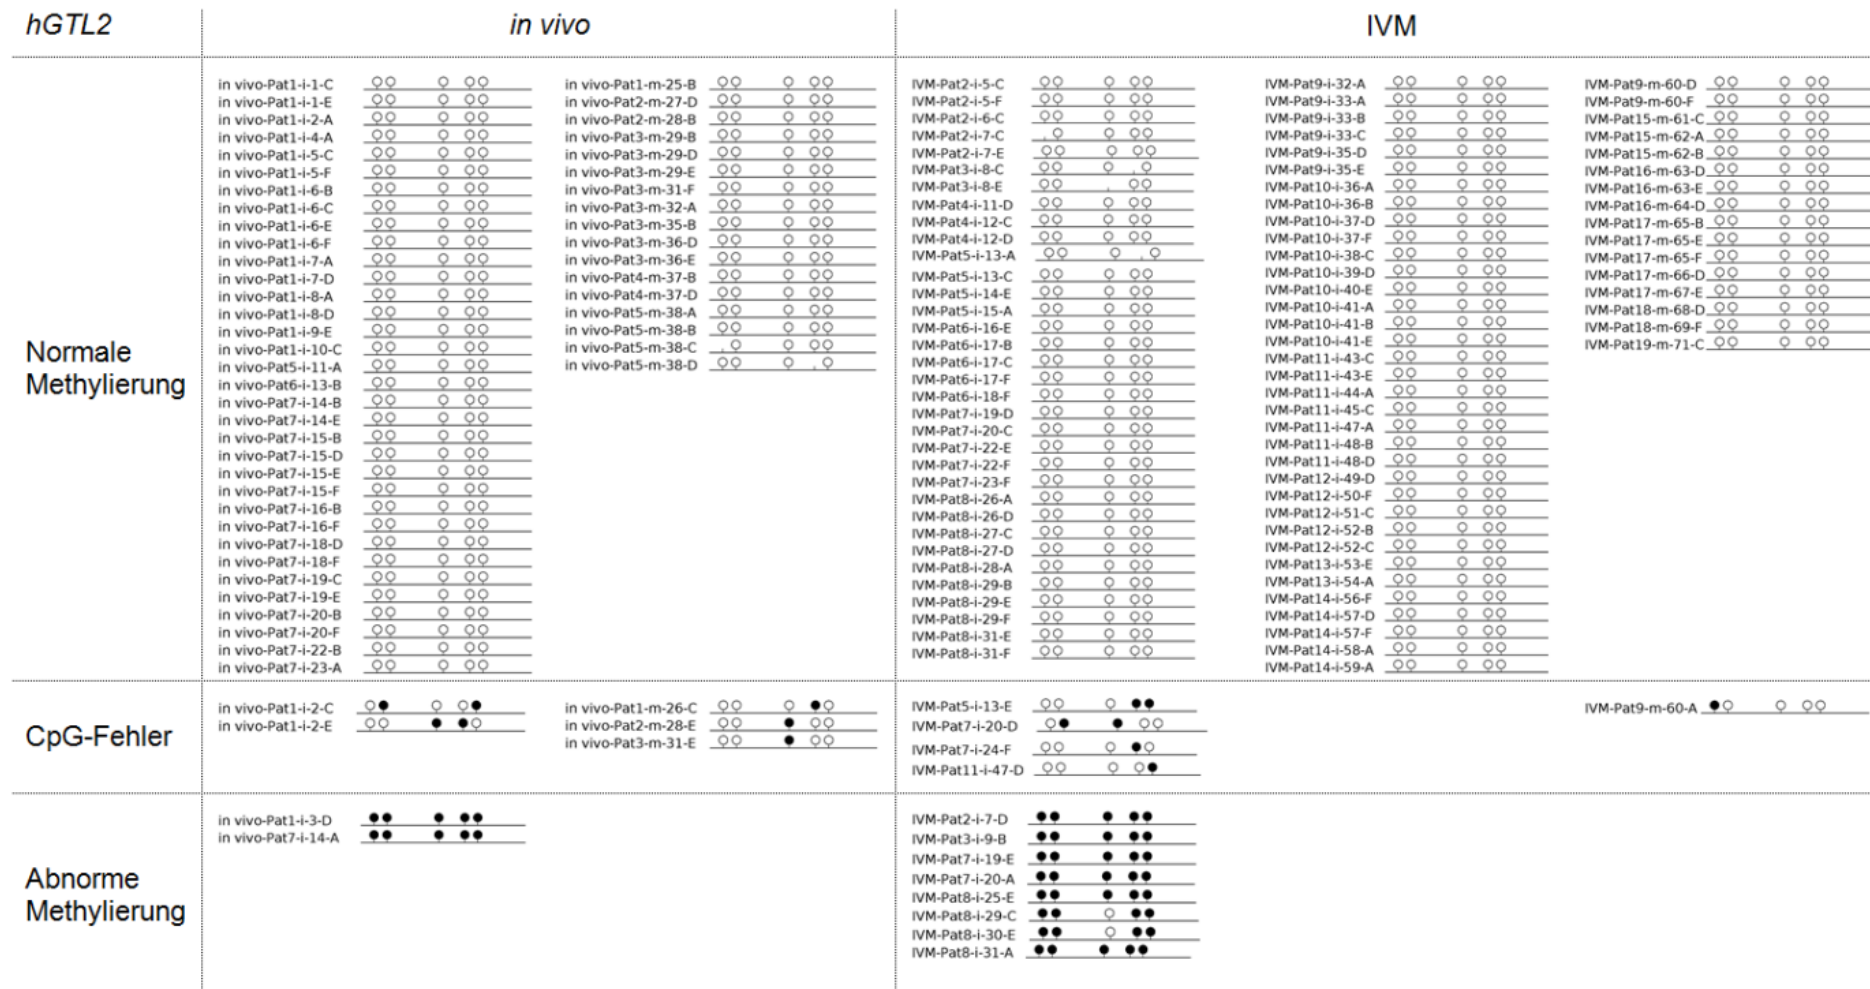 hGTL2
in vivo
IVM
Normale
Methylierung
in vivo-Pat1-i-1-C
in vivo-Pat1-i-1-E
in vivo-Pat1-i-2-A
in vivo-Pat1-i-4-A
in vivo-Pat1-i-5-C
in vivo-Pat1-i-5-F
in vivo-Pat1-i-6-B
in vivo-Pat1-i-6-C
in vivo-Pat1-i-6-E
in vivo-Pat1-i-6-F
in vivo-Pat1-i-7-A
in vivo-Pat1-i-7-D
in vivo-Pat1-i-8-A
in vivo-Pat1-i-8-D
in vivo-Pat1-i-9-E
in vivo-Pat1-i-10-C
in vivo-Pat5-i-11-A
in vivo-Pat6-i-13-B
in vivo-Pat7-i-14-B
in vivo-Pat7-i-14-E
in vivo-Pat7-i-15-B
in vivo-Pat7-i-15-D
in vivo-Pat7-i-15-E
in vivo-Pat7-i-15-F
in vivo-Pat7-i-16-B
in vivo-Pat7-i-16-F
in vivo-Pat7-i-18-D
in vivo-Pat7-i-18-F
in vivo-Pat7-i-19-C
in vivo-Pat7-i-19-E
in vivo-Pat7-i-20-B
in vivo-Pat7-i-20-F
in vivo-Pat7-i-22-B
in vivo-Pat7-i-23-A
in vivo-Pat1-m-25-B
in vivo-Pat2-m-27-D
in vivo-Pat2-m-28-B
in vivo-Pat3-m-29-B
in vivo-Pat3-m-29-D
in vivo-Pat3-m-29-E
in vivo-Pat3-m-31-F
in vivo-Pat3-m-32-A
in vivo-Pat3-m-35-B
in vivo-Pat3-m-36-D
in vivo-Pat3-m-36-E
in vivo-Pat4-m-37-B
in vivo-Pat4-m-37-D
in vivo-Pat5-m-38-A
in vivo-Pat5-m-38-B
in vivo-Pat5-m-38-C
in vivo-Pat5-m-38-D
IVM-Pat2-i-5-C
IVM-Pat2-i-5-F
IVM-Pat2-i-6-C
IVM-Pat2-i-7-C
IVM-Pat2-i-7-E
IVM-Pat3-i-8-C
IVM-Pat3-i-8-E
IVM-Pat4-i-11-D
IVM-Pat4-i-12-C
IVM-Pat4-i-12-D
IVM-Pat5-i-13-A
IVM-Pat5-i-13-C
IVM-Pat5-i-14-E
IVM-Pat5-i-15-A
IVM-Pat6-i-16-E
IVM-Pat6-i-17-B
IVM-Pat6-i-17-C
IVM-Pat6-i-17-F
IVM-Pat6-i-18-F
IVM-Pat7-i-19-D
IVM-Pat7-i-20-C
IVM-Pat7-i-22-E
IVM-Pat7-i-22-F
IVM-Pat7-i-23-F
IVM-Pat8-i-26-A
IVM-Pat8-i-26-D
IVM-Pat8-i-27-C
IVM-Pat8-i-27-D
IVM-Pat8-i-28-A
IVM-Pat8-i-29-B
IVM-Pat8-i-29-E
IVM-Pat8-i-29-F
IVM-Pat8-i-31-E
IVM-Pat8-i-31-F
IVM-Pat9-i-32-A
IVM-Pat9-i-33-A
IVM-Pat9-i-33-B
IVM-Pat9-i-33-C
IVM-Pat9-i-35-D
IVM-Pat9-i-35-E
IVM-Pat10-i-36-A
IVM-Pat10-i-36-B
IVM-Pat10-i-37-D
IVM-Pat10-i-37-F
IVM-Pat10-i-38-C
IVM-Pat10-i-39-D
IVM-Pat10-i-40-E
IVM-Pat10-i-41-A
IVM-Pat10-i-41-B
IVM-Pat10-i-41-E
IVM-Pat11-i-43-C
IVM-Pat11-i-43-E
IVM-Pat11-i-44-A
IVM-Pat11-i-45-C
IVM-Pat11-i-47-A
IVM-Pat11-i-48-B
IVM-Pat11-i-48-D
IVM-Pat12-i-49-D
IVM-Pat12-i-50-F
IVM-Pat12-i-51-C
IVM-Pat12-i-52-B
IVM-Pat12-i-52-C
IVM-Pat13-i-53-E
IVM-Pat13-i-54-A
IVM-Pat14-i-56-F
IVM-Pat14-i-57-D
IVM-Pat14-i-57-F
IVM-Pat14-i-58-A
IVM-Pat14-i-59-A
IVM-Pat9-m-60-D
IVM-Pat9-m-60-F
IVM-Pat15-m-61-C
IVM-Pat15-m-62-A
IVM-Pat15-m-62-B
IVM-Pat16-m-63-D
IVM-Pat16-m-63-E
IVM-Pat16-m-64-D
IVM-Pat17-m-65-B
IVM-Pat17-m-65-E
IVM-Pat17-m-65-F
IVM-Pat17-m-66-D
IVM-Pat17-m-67-E
IVM-Pat18-m-68-D
IVM-Pat18-m-69-F
IVM-Pat19-m-71-C
CpG-Fehler
in vivo-Pat1-i-2-C
in vivo-Pat1-i-2-E
in vivo-Pat1-m-26-C
in vivo-Pat2-m-28-E
in vivo-Pat3-m-31-E
IVM-Pat5-i-13-E
IVM-Pat7-i-20-D
IVM-Pat7-i-24-F
IVM-Pat11-i-47-D
IVM-Pat9-m-60-A
Abnorme
Methylierung
in vivo-Pat1-i-3-D
in vivo-Pat7-i-14-A
IVM-Pat2-i-7-D
IVM-Pat3-i-9-B
IVM-Pat7-i-19-E
IVM-Pat7-i-20-A
IVM-Pat8-i-25-E
IVM-Pat8-i-29-C
IVM-Pat8-i-30-E
IVM-Pat8-i-31-A